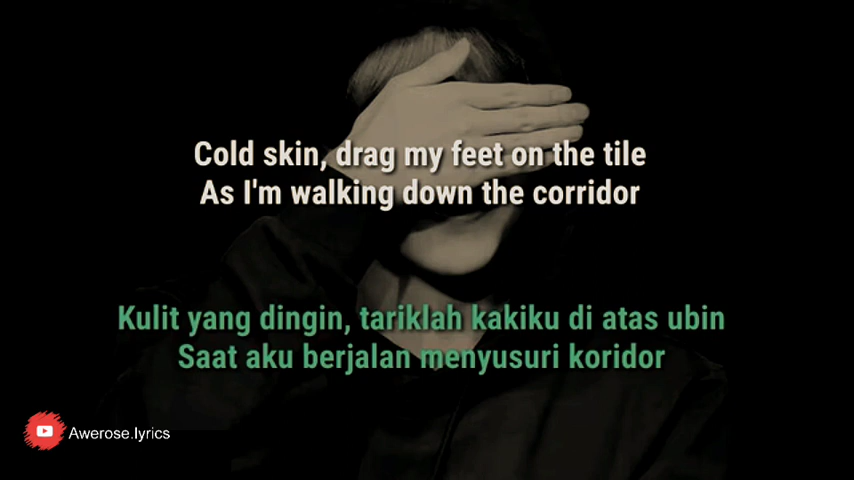 Cold skin, drag my feet on the tile
As I'm walking down the corridor
Kulit yang dingin, tariklah kakiku di atas ubin
Saat aku berjalan menyusuri koridor
Awerose.lyrics